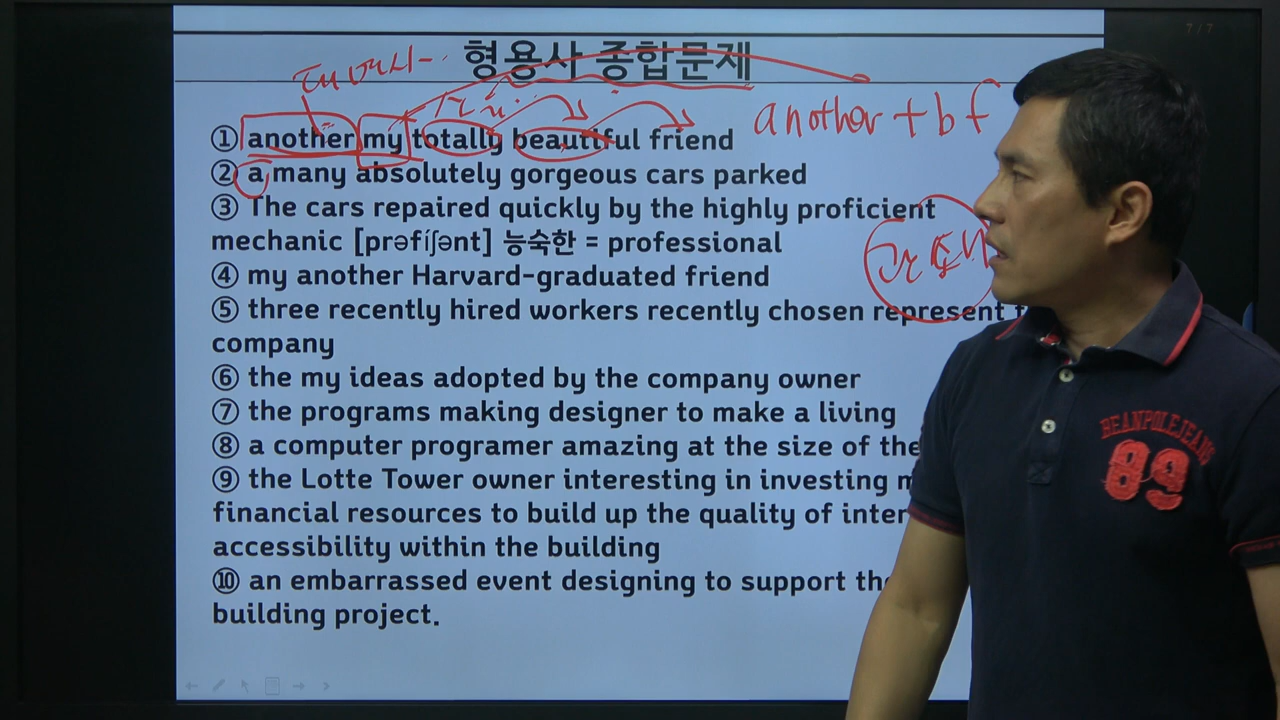 7 / 7
형용사 종합문제
another + bf
① another my totally beautiful friend
② a many absolutely gorgeous cars parked
③ The cars repaired quickly by the highly proficient
mechanic [prəfíʃənt] 능숙한 = professional
④ my another Harvard-graduated friend
⑤ three recently hired workers recently chosen represent
company
⑥ the my ideas adopted by the company owner
⑦ the programs making designer to make a living
⑧ a computer programer amazing at the size of the
⑨ the Lotte Tower owner interesting in investing
financial resources to build up the quality of inter
accessibility within the building
⑩ an embarrassed event designing to support the
building project.
BEANPOLE JEANS
89